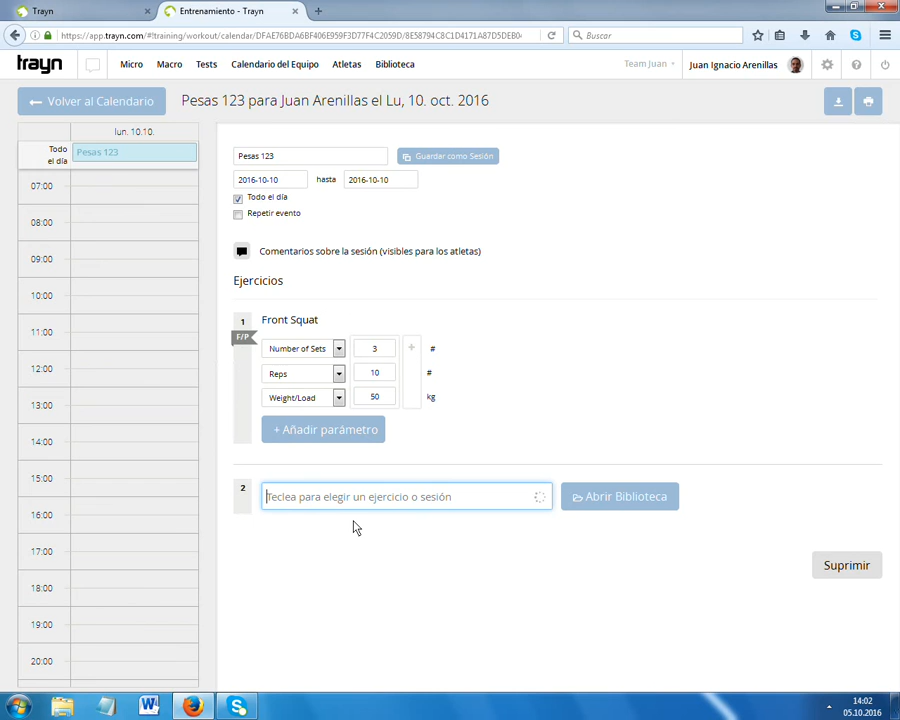 Trayn
Entrenamiento - Trayn
https://app.trayn.com/#!training/workout/calendar/DFAE76BDA6BF406E959F3D77F4C2059D/8E58794C8C1D4171A87D5DEB0
Buscar
trayn
Micro Macro Tests Calendario del Equipo Atletas Biblioteca
Team Juan
Juan Ignacio Arenillas
Volver al Calendario
Pesas 123 para Juan Arenillas el Lu, 10. oct. 2016
lun. 10.10.
Todo el día
Pesas 123
07:00
08:00
09:00
10:00
11:00
12:00
13:00
14:00
15:00
16:00
17:00
18:00
19:00
20:00
Pesas 123
Guardar como Sesión
2016-10-10 hasta 2016-10-10
Todo el día
Repetir evento
Comentarios sobre la sesión (visibles para los atletas)
Ejercicios
1
Front Squat
F/P
Number of Sets 3 + #
Reps 10 #
Weight/Load 50 kg
+ Añadir parámetro
2
Teclea para elegir un ejercicio o sesión
Abrir Biblioteca
Suprimir
14:02
05.10.2016